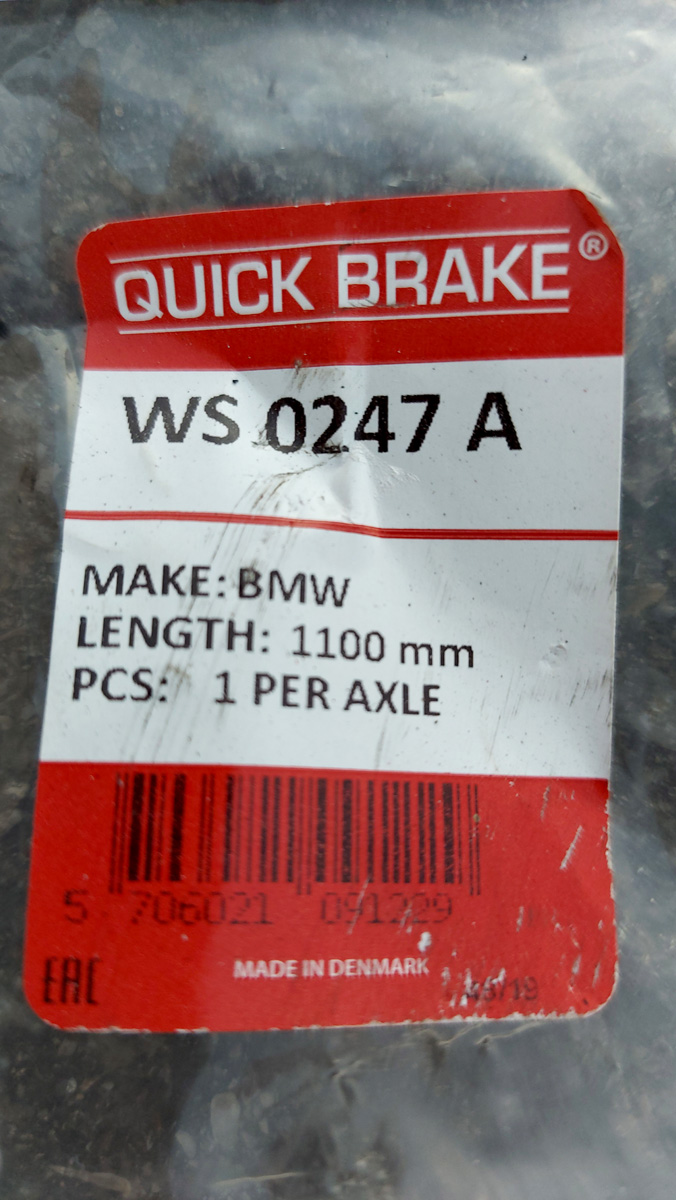 QUICK BRAKE®
WS 0247 A
MAKE: BMW
LENGTH: 1100 mm
PCS: 1 PER AXLE
5 706021 091229
MADE IN DENMARK
EAC